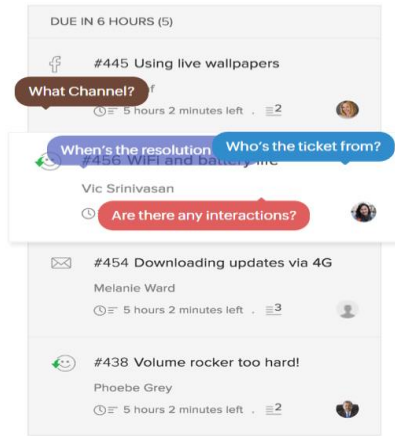 DUE IN 6 HOURS (5)
#445 Using live wallpapers
What Channel?
f
5 hours 2 minutes left . 2
When's the resolution
Who's the ticket from?
#456 WiFi and battery life
Vic Srinivasan
Are there any interactions?
#454 Downloading updates via 4G
Melanie Ward
5 hours 2 minutes left . 3
#438 Volume rocker too hard!
Phoebe Grey
5 hours 2 minutes left . 2